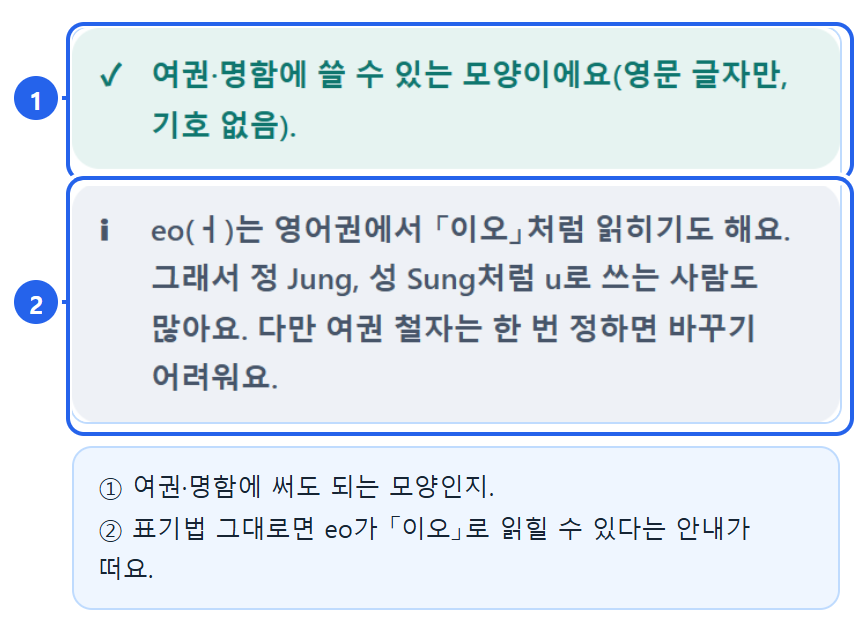 1
✓ 여권·명함에 쓸 수 있는 모양이에요(영문 글자만,
기호 없음).
2
i eo(ㅓ)는 영어권에서 「이오」처럼 읽히기도 해요.
그래서 정 Jung, 성 Sung처럼 u로 쓰는 사람도
많아요. 다만 여권 철자는 한 번 정하면 바꾸기
어려워요.
① 여권·명함에 써도 되는 모양인지.
② 표기법 그대로면 eo가 「이오」로 읽힐 수 있다는 안내가
떠요.